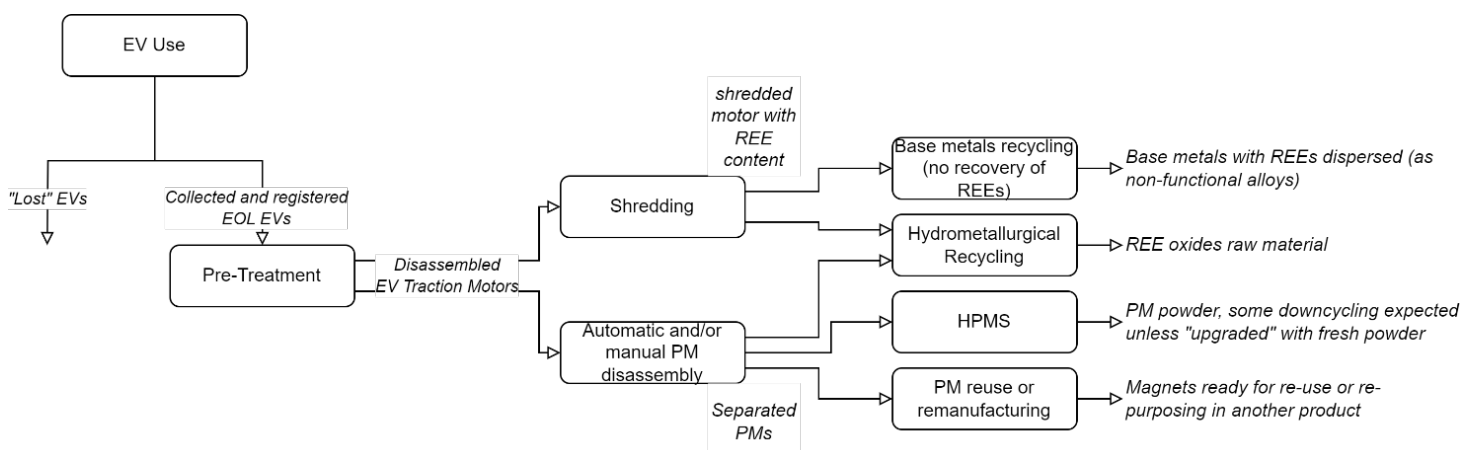 EV Use
"Lost" EVs
Collected and registered
EOL EVs
Pre-Treatment
Disassembled
EV Traction Motors
shredded
motor with
REE
content
Shredding
Automatic and/or
manual PM
disassembly
Separated
PMs
Base metals recycling
(no recovery of
REEs)
Base metals with REEs dispersed (as
non-functional alloys)
Hydrometallurgical
Recycling
REE oxides raw material
HPMS
PM powder, some downcycling expected
unless "upgraded" with fresh powder
PM reuse or
remanufacturing
Magnets ready for re-use or re-
purposing in another product